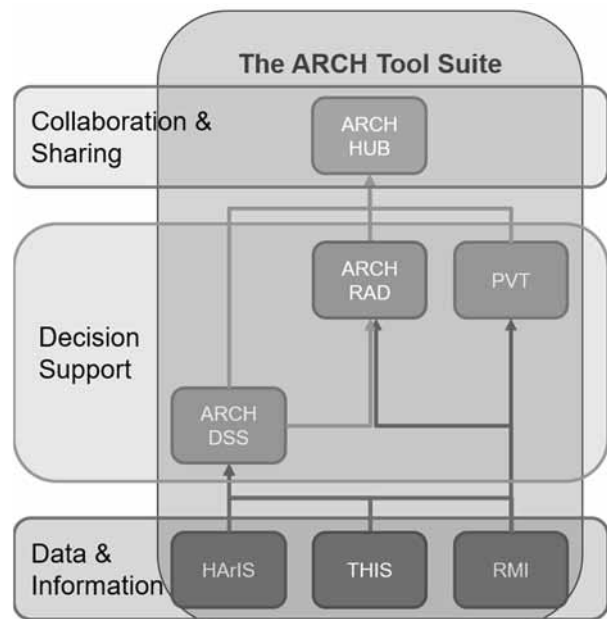 The ARCH Tool Suite
Collaboration &
Sharing
ARCH
HUB
Decision
Support
ARCH
RAD
PVT
ARCH
DSS
Data &
Information
HArIS
THIS
RMI